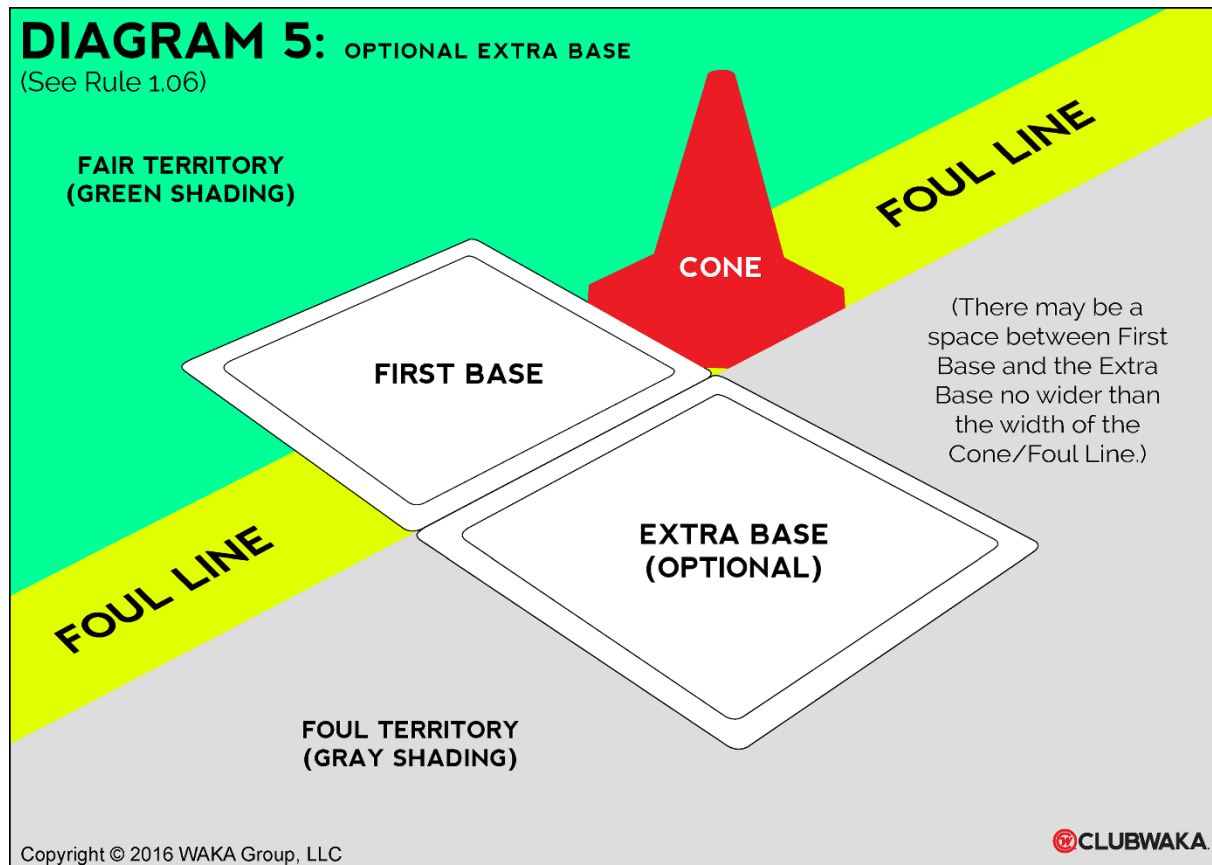 DIAGRAM 5: OPTIONAL EXTRA BASE
(See Rule 1.06)
FAIR TERRITORY
(GREEN SHADING)
FOUL LINE
CONE
(There may be a
space between First
Base and the Extra
Base no wider than
the width of the
Cone/Foul Line.)
FIRST BASE
EXTRA BASE
(OPTIONAL)
FOUL LINE
FOUL TERRITORY
(GRAY SHADING)
Copyright © 2016 WAKA Group, LLC
CLUBWAKA.